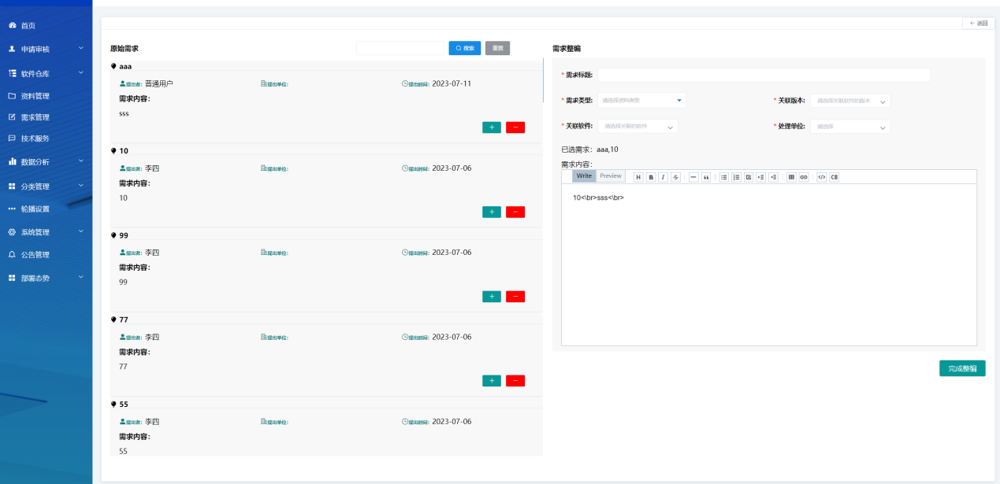 首页
申请审核
软件仓库
资料管理
需求管理
技术服务
数据分析
分类管理
轮播设置
系统管理
公告管理
部署态势
← 返回
原始需求
搜索
重置
aaa
提出者: 普通用户 提出单位: 提出时间: 2023-07-11
需求内容:
sss
+ −
10
提出者: 李四 提出单位: 提出时间: 2023-07-06
需求内容:
10
+ −
99
提出者: 李四 提出单位: 提出时间: 2023-07-06
需求内容:
99
+ −
77
提出者: 李四 提出单位: 提出时间: 2023-07-06
需求内容:
77
+ −
55
提出者: 李四 提出单位: 提出时间: 2023-07-06
需求内容:
55
需求整编
* 需求标题:
* 需求类型: 请选择资料类型 * 关联版本: 请选择关联软件的版本
* 关联软件: 请选择关联的软件 * 处理单位: 请选择
已选需求: aaa,10
需求内容:
Write Preview H B I S
10<\br>sss<\br>
完成整编